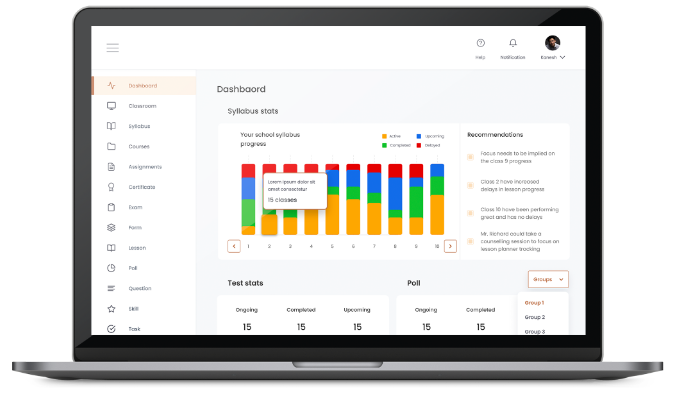 Help
Notification
Ranesh
Dashbaord
Classroom
Syllabus
Courses
Assignments
Certificate
Exam
Form
Lesson
Poll
Question
Skill
Task
Dashbaord
Syllabus stats
Your school syllabus
progress
Active
Upcoming
Completed
Delayed
Lorem ipsum dolor sit
amet consectetur
15 classes
1 2 3 4 5 6 7 8 9 10
Recommendations
Focus needs to be implied on
the class 9 progress
Class 2 have increased
delays in lesson progress
Class 10 have been performing
great and has no delays
Mr. Richard could take a
counselling session to focus on
lesson planner tracking
Test stats
Ongoing Completed Upcoming
15 15 15
Poll
Groups
Group 1
Group 2
Group 3
Ongoing Completed
15 15